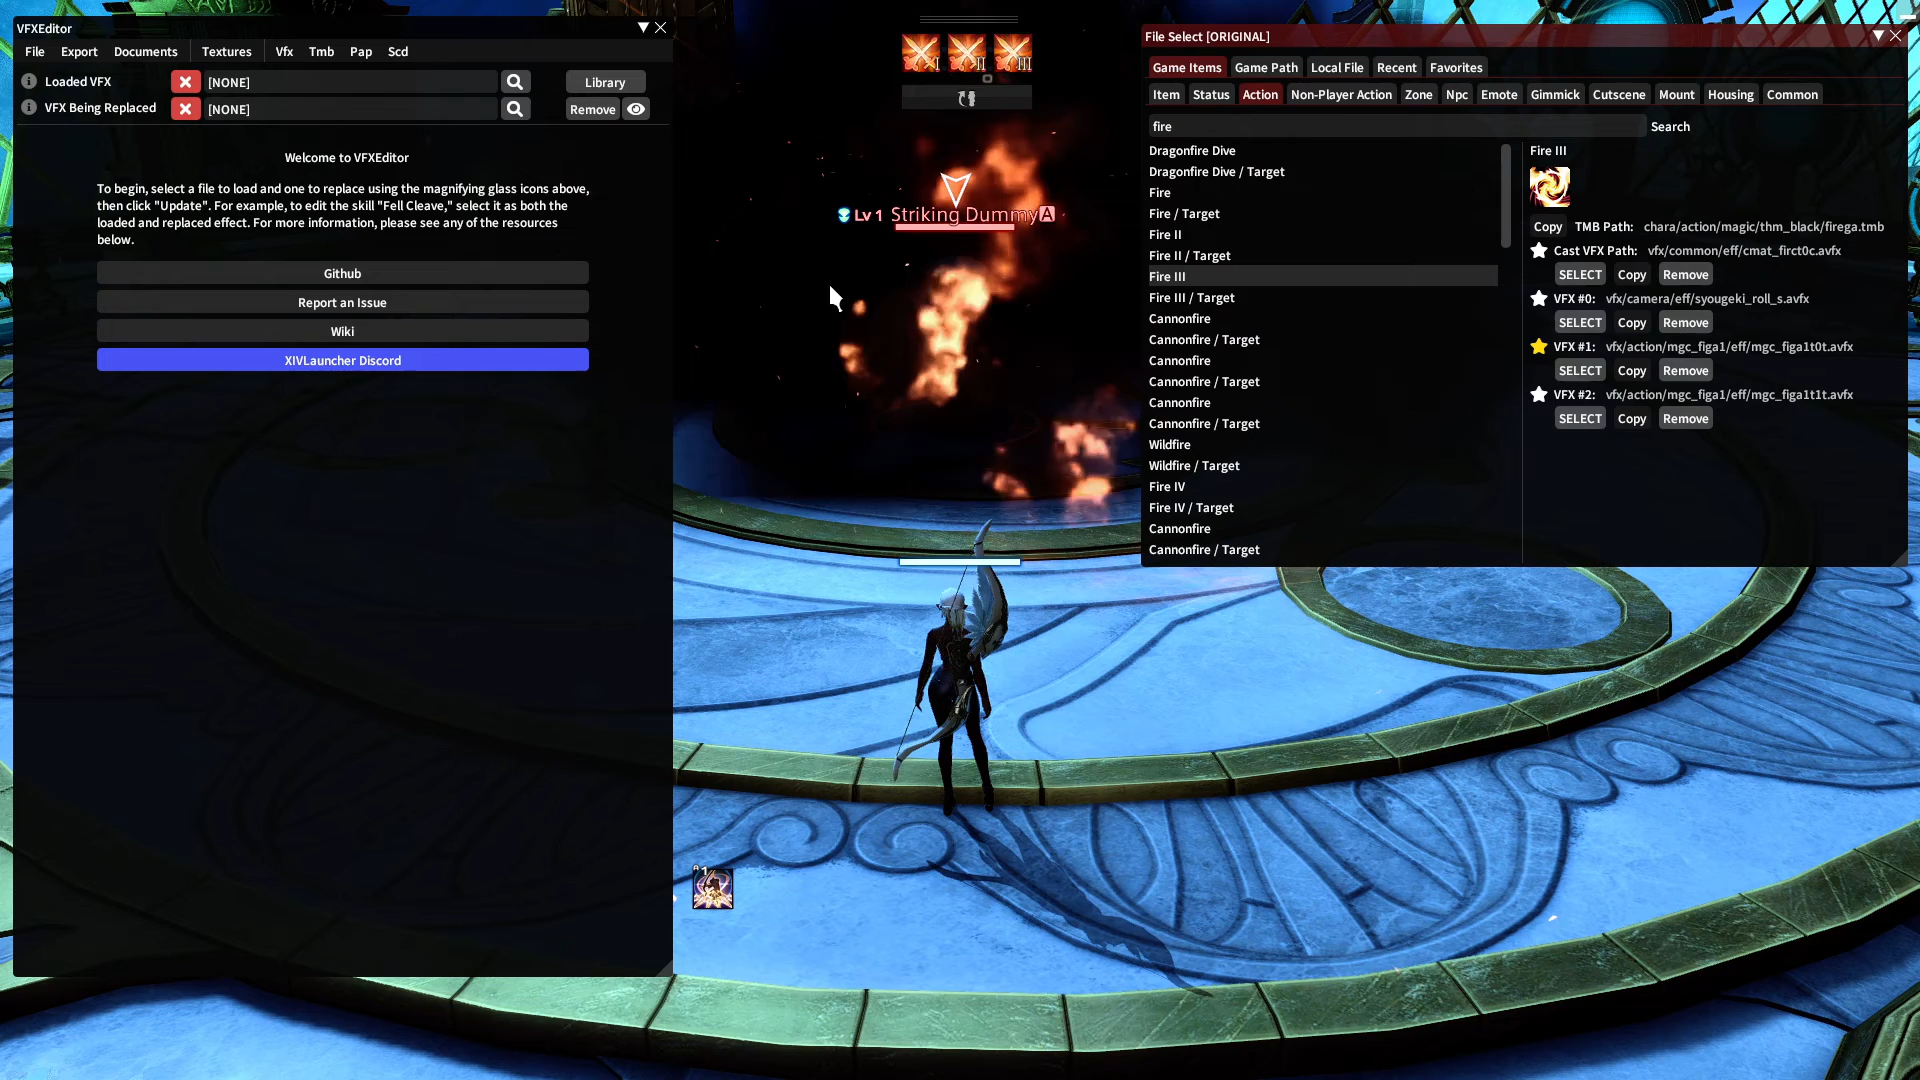 VFXEditor
File Export Documents Textures Vfx Tmb Pap Scd
Loaded VFX [NONE] Library
VFX Being Replaced [NONE] Remove
Welcome to VFXEditor
To begin, select a file to load and one to replace using the magnifying glass icons above,
then click "Update". For example, to edit the skill "Fell Cleave," select it as both the
loaded and replaced effect. For more information, please see any of the resources
below.
Github
Report an Issue
Wiki
XIVLauncher Discord
I II III
Lv 1 Striking Dummy A
1
File Select [ORIGINAL]
Game Items Game Path Local File Recent Favorites
Item Status Action Non-Player Action Zone Npc Emote Gimmick Cutscene Mount Housing Common
fire Search
Dragonfire Dive
Dragonfire Dive / Target
Fire
Fire / Target
Fire II
Fire II / Target
Fire III
Fire III / Target
Cannonfire
Cannonfire / Target
Cannonfire
Cannonfire / Target
Cannonfire
Cannonfire / Target
Wildfire
Wildfire / Target
Fire IV
Fire IV / Target
Cannonfire
Cannonfire / Target
Fire III
Copy TMB Path: chara/action/magic/thm_black/firega.tmb
Cast VFX Path: vfx/common/eff/cmat_firct0c.avfx
SELECT Copy Remove
VFX #0: vfx/camera/eff/syougeki_roll_s.avfx
SELECT Copy Remove
VFX #1: vfx/action/mgc_figa1/eff/mgc_figa1t0t.avfx
SELECT Copy Remove
VFX #2: vfx/action/mgc_figa1/eff/mgc_figa1t1t.avfx
SELECT Copy Remove